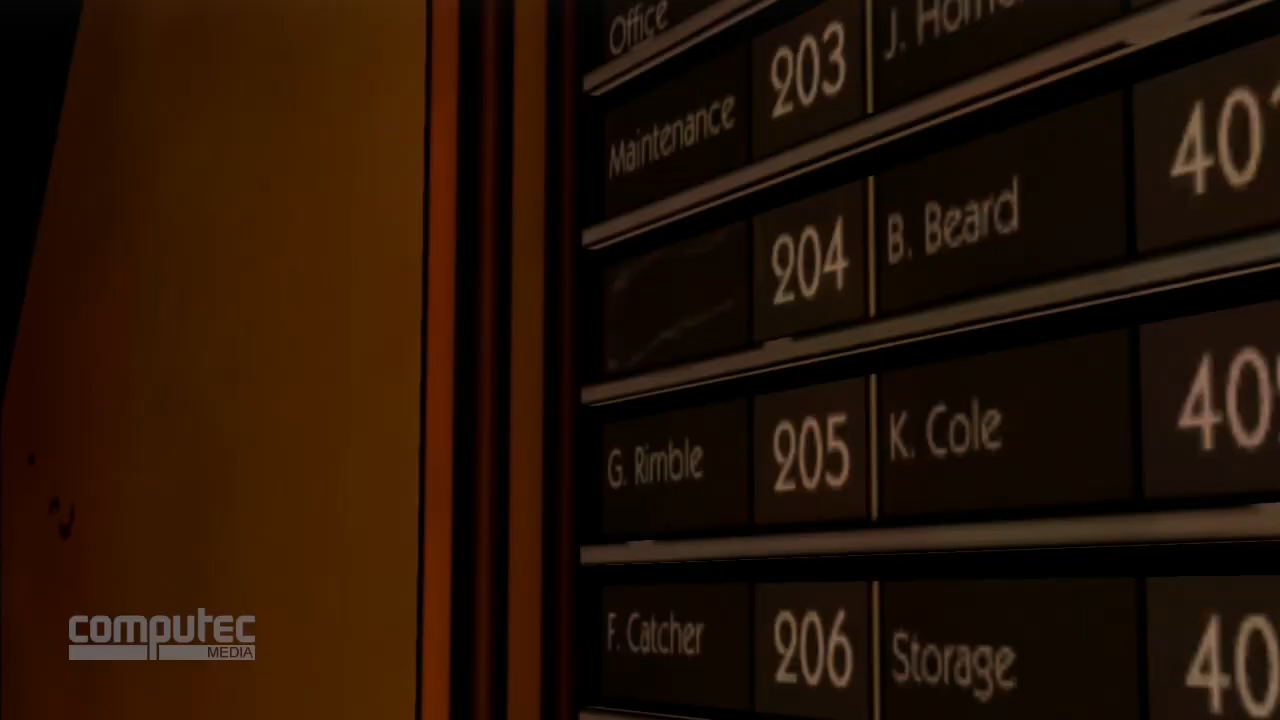 Office
Maintenance 203 J.
204 B. Beard
G. Rimble 205 K. Cole
F. Catcher 206 Storage
computec
MEDIA